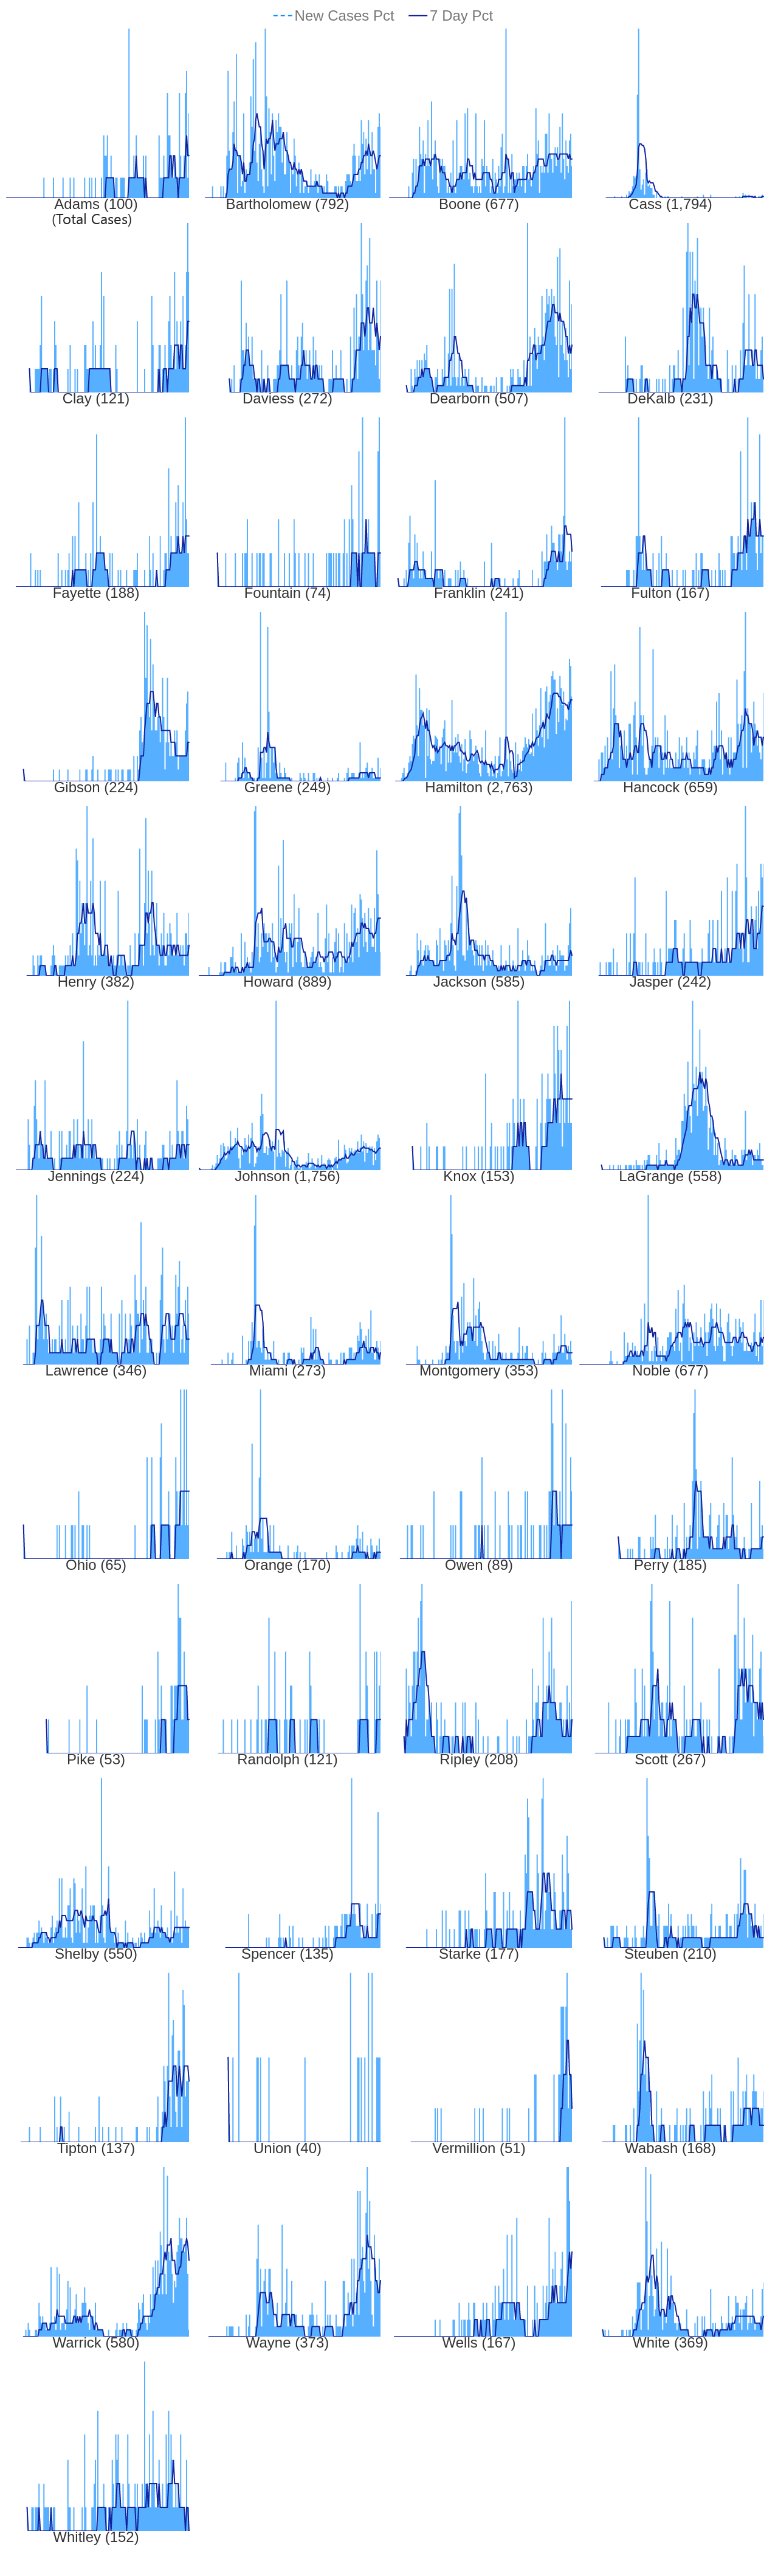 New Cases Pct 7 Day Pct
Adams (100) Bartholomew (792) Boone (677) Cass (1,794)
(Total Cases)
Clay (121) Daviess (272) Dearborn (507) DeKalb (231)
Fayette (188) Fountain (74) Franklin (241) Fulton (167)
Gibson (224) Greene (249) Hamilton (2,763) Hancock (659)
Henry (382) Howard (889) Jackson (585) Jasper (242)
Jennings (224) Johnson (1,756) Knox (153) LaGrange (558)
Lawrence (346) Miami (273) Montgomery (353) Noble (677)
Ohio (65) Orange (170) Owen (89) Perry (185)
Pike (53) Randolph (121) Ripley (208) Scott (267)
Shelby (550) Spencer (135) Starke (177) Steuben (210)
Tipton (137) Union (40) Vermillion (51) Wabash (168)
Warrick (580) Wayne (373) Wells (167) White (369)
Whitley (152)